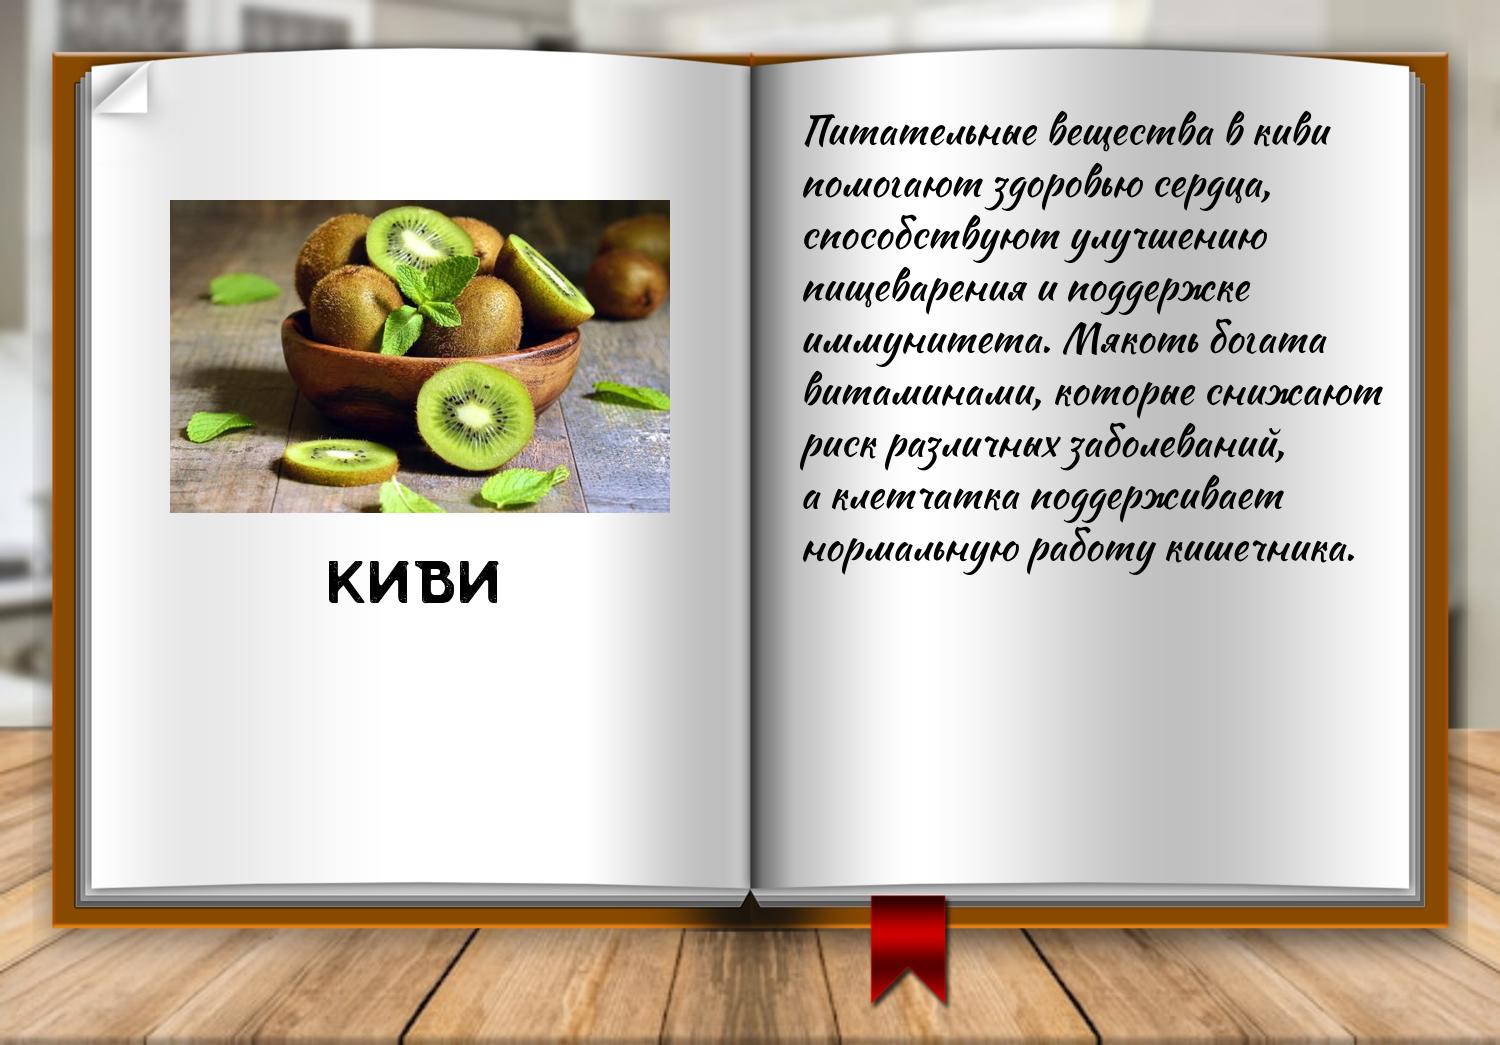 КИВИ
Питательные вещества в киви
помогают здоровью сердца,
способствуют улучшению
пищеварения и поддержке
иммунитета. Мякоть богата
витаминами, которые снижают
риск различных заболеваний,
а клетчатка поддерживает
нормальную работу кишечника.